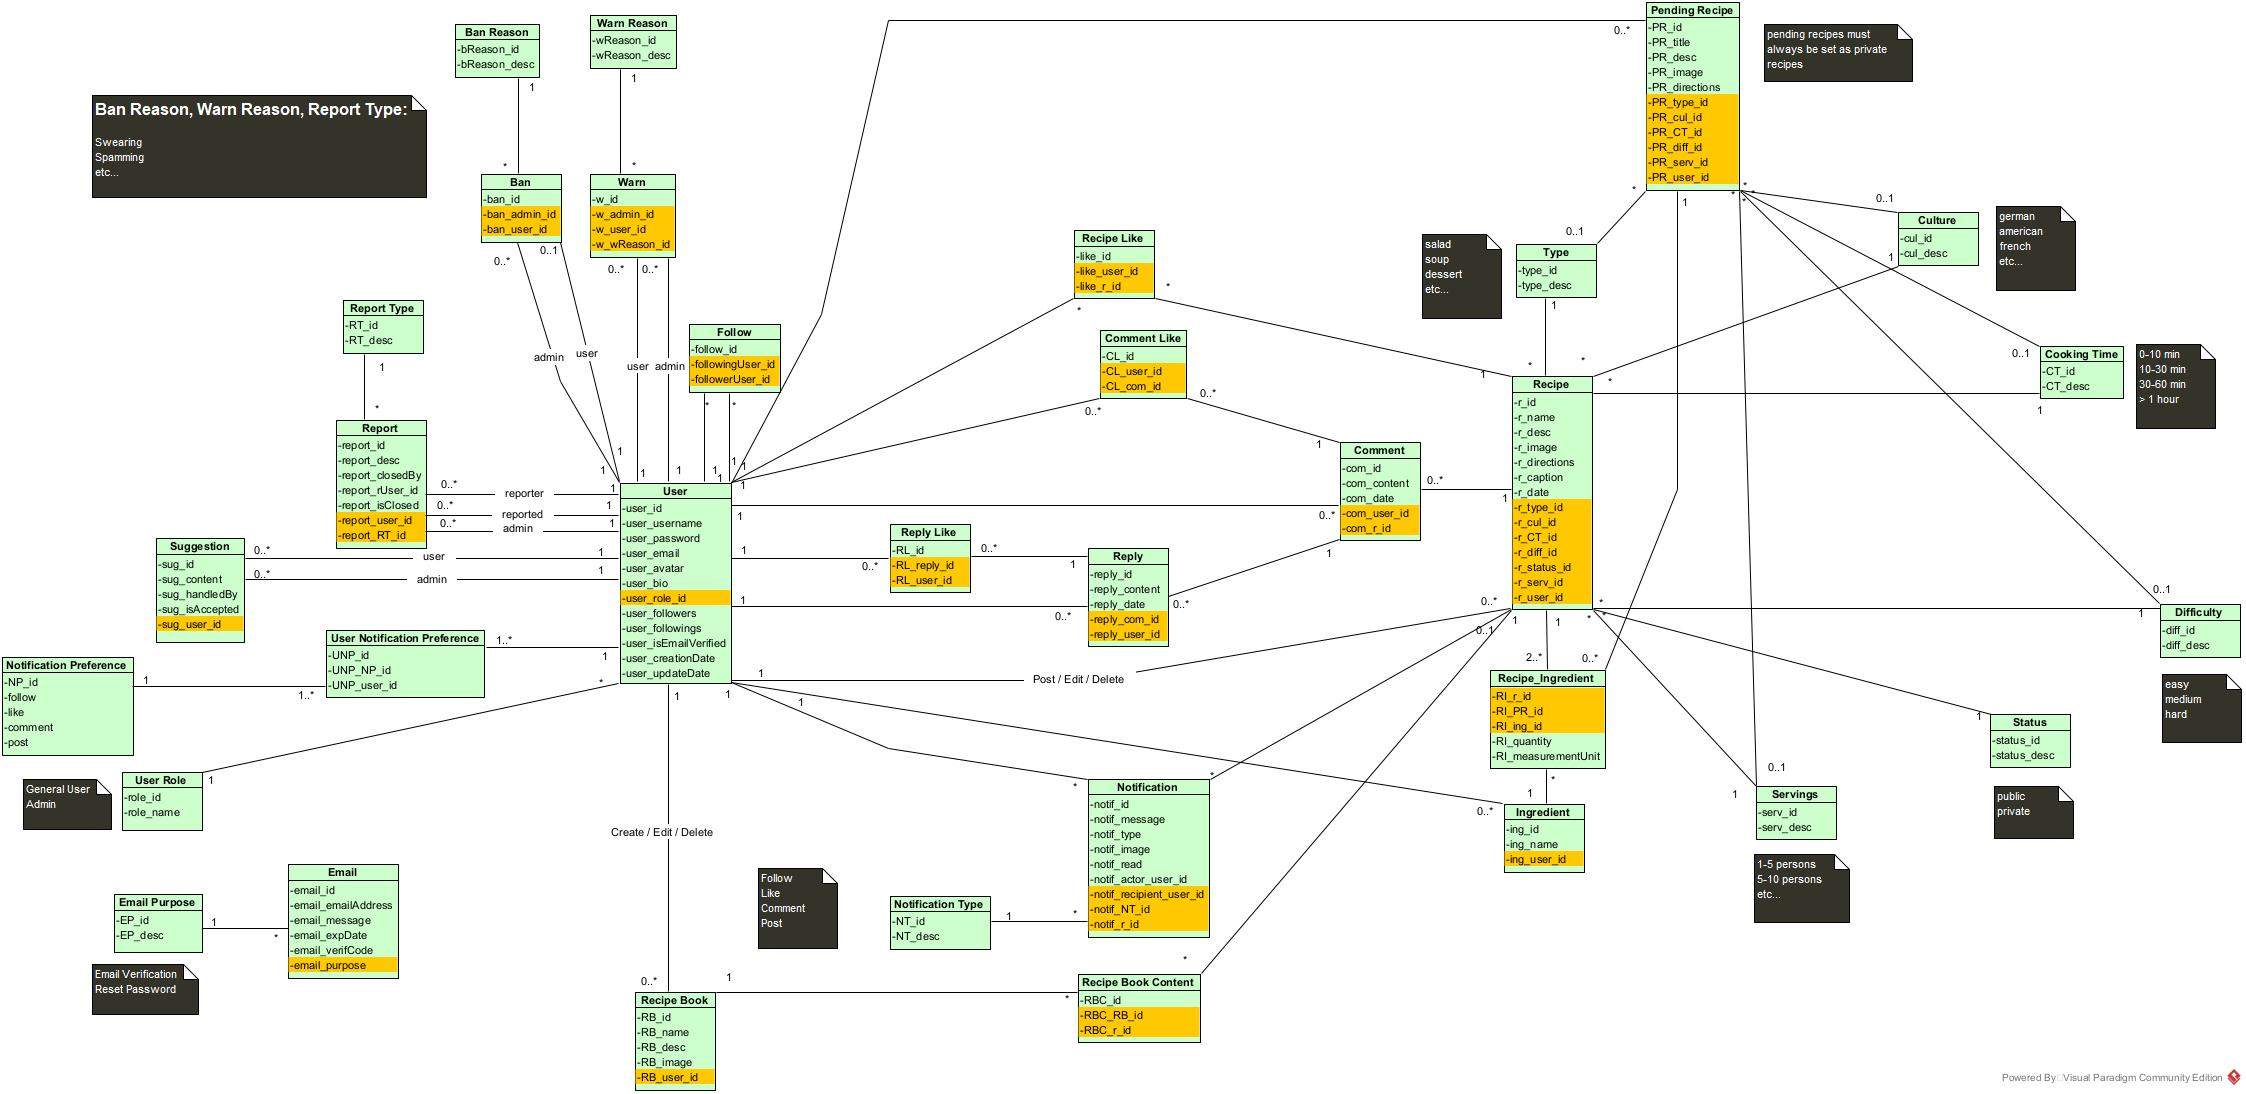 Ban Reason
-bReason_id
-bReason_desc
1
*
Warn Reason
-wReason_id
-wReason_desc
1
*
Pending Recipe
-PR_id
-PR_title
-PR_desc
-PR_image
-PR_directions
-PR_type_id
-PR_cul_id
-PR_CT_id
-PR_diff_id
-PR_serv_id
-PR_user_id
0..*
pending recipes must
always be set as private
recipes
Ban Reason, Warn Reason, Report Type:
Swearing
Spamming
etc...
Ban
-ban_id
-ban_admin_id
-ban_user_id
0..*
0..1
admin
user
1
1
Warn
-w_id
-w_admin_id
-w_user_id
-w_wReason_id
0..*
0..*
user
admin
1
1
Follow
-follow_id
-followingUser_id
-followerUser_id
*
*
1
1
1
1
1
Recipe Like
-like_id
-like_user_id
-like_r_id
*
*
1
Comment Like
-CL_id
-CL_user_id
-CL_com_id
0..*
0..*
1
salad
soup
dessert
etc...
Type
-type_id
-type_desc
*
0..1
1
*
*
*
*
*
1
0..1
Culture
-cul_id
-cul_desc
1
*
german
american
french
etc...
0..1
Cooking Time
-CT_id
-CT_desc
1
*
0-10 min
10-30 min
30-60 min
> 1 hour
Report Type
-RT_id
-RT_desc
1
*
Report
-report_id
-report_desc
-report_closedBy
-report_rUser_id
-report_isClosed
-report_user_id
-report_RT_id
0..*
reporter
1
0..*
reported
1
0..*
admin
1
Suggestion
-sug_id
-sug_content
-sug_handledBy
-sug_isAccepted
-sug_user_id
0..*
user
1
0..*
admin
1
User
-user_id
-user_username
-user_password
-user_email
-user_avatar
-user_bio
-user_role_id
-user_followers
-user_followings
-user_isEmailVerified
-user_creationDate
-user_updateDate
Comment
-com_id
-com_content
-com_date
-com_user_id
-com_r_id
1
0..*
0..*
1
1
Recipe
-r_id
-r_name
-r_desc
-r_image
-r_directions
-r_caption
-r_date
-r_type_id
-r_cul_id
-r_CT_id
-r_diff_id
-r_status_id
-r_serv_id
-r_user_id
Reply Like
-RL_id
-RL_reply_id
-RL_user_id
1
0..*
0..*
1
Reply
-reply_id
-reply_content
-reply_date
-reply_com_id
-reply_user_id
1
0..*
0..*
User Notification Preference
-UNP_id
-UNP_NP_id
-UNP_user_id
1..*
1
Notification Preference
-NP_id
-follow
-like
-comment
-post
1
1..*
1
Post / Edit / Delete
0..*
0..1
1
1
*
*
0..1
1
Difficulty
-diff_id
-diff_desc
easy
medium
hard
2..*
0..*
Recipe_Ingredient
-RI_r_id
-RI_PR_id
-RI_ing_id
-RI_quantity
-RI_measurementUnit
*
1
Ingredient
-ing_id
-ing_name
-ing_user_id
0..*
1
Status
-status_id
-status_desc
public
private
0..1
1
Servings
-serv_id
-serv_desc
1-5 persons
5-10 persons
etc...
General User
Admin
User Role
-role_id
-role_name
1
*
1
1
1
Create / Edit / Delete
0..*
Notification
-notif_id
-notif_message
-notif_type
-notif_image
-notif_read
-notif_actor_user_id
-notif_recipient_user_id
-notif_NT_id
-notif_r_id
*
*
Follow
Like
Comment
Post
Notification Type
-NT_id
-NT_desc
1
*
Email
-email_id
-email_emailAddress
-email_message
-email_expDate
-email_verifCode
-email_purpose
Email Purpose
-EP_id
-EP_desc
1
*
Email Verification
Reset Password
Recipe Book
-RB_id
-RB_name
-RB_desc
-RB_image
-RB_user_id
1
*
*
Recipe Book Content
-RBC_id
-RBC_RB_id
-RBC_r_id
Powered By Visual Paradigm Community Edition